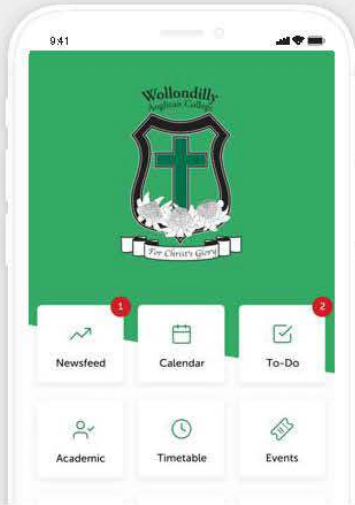 9:41
Wollondilly
Anglican College
For Christ's Glory
1
2
Newsfeed
Calendar
To-Do
Academic
Timetable
Events